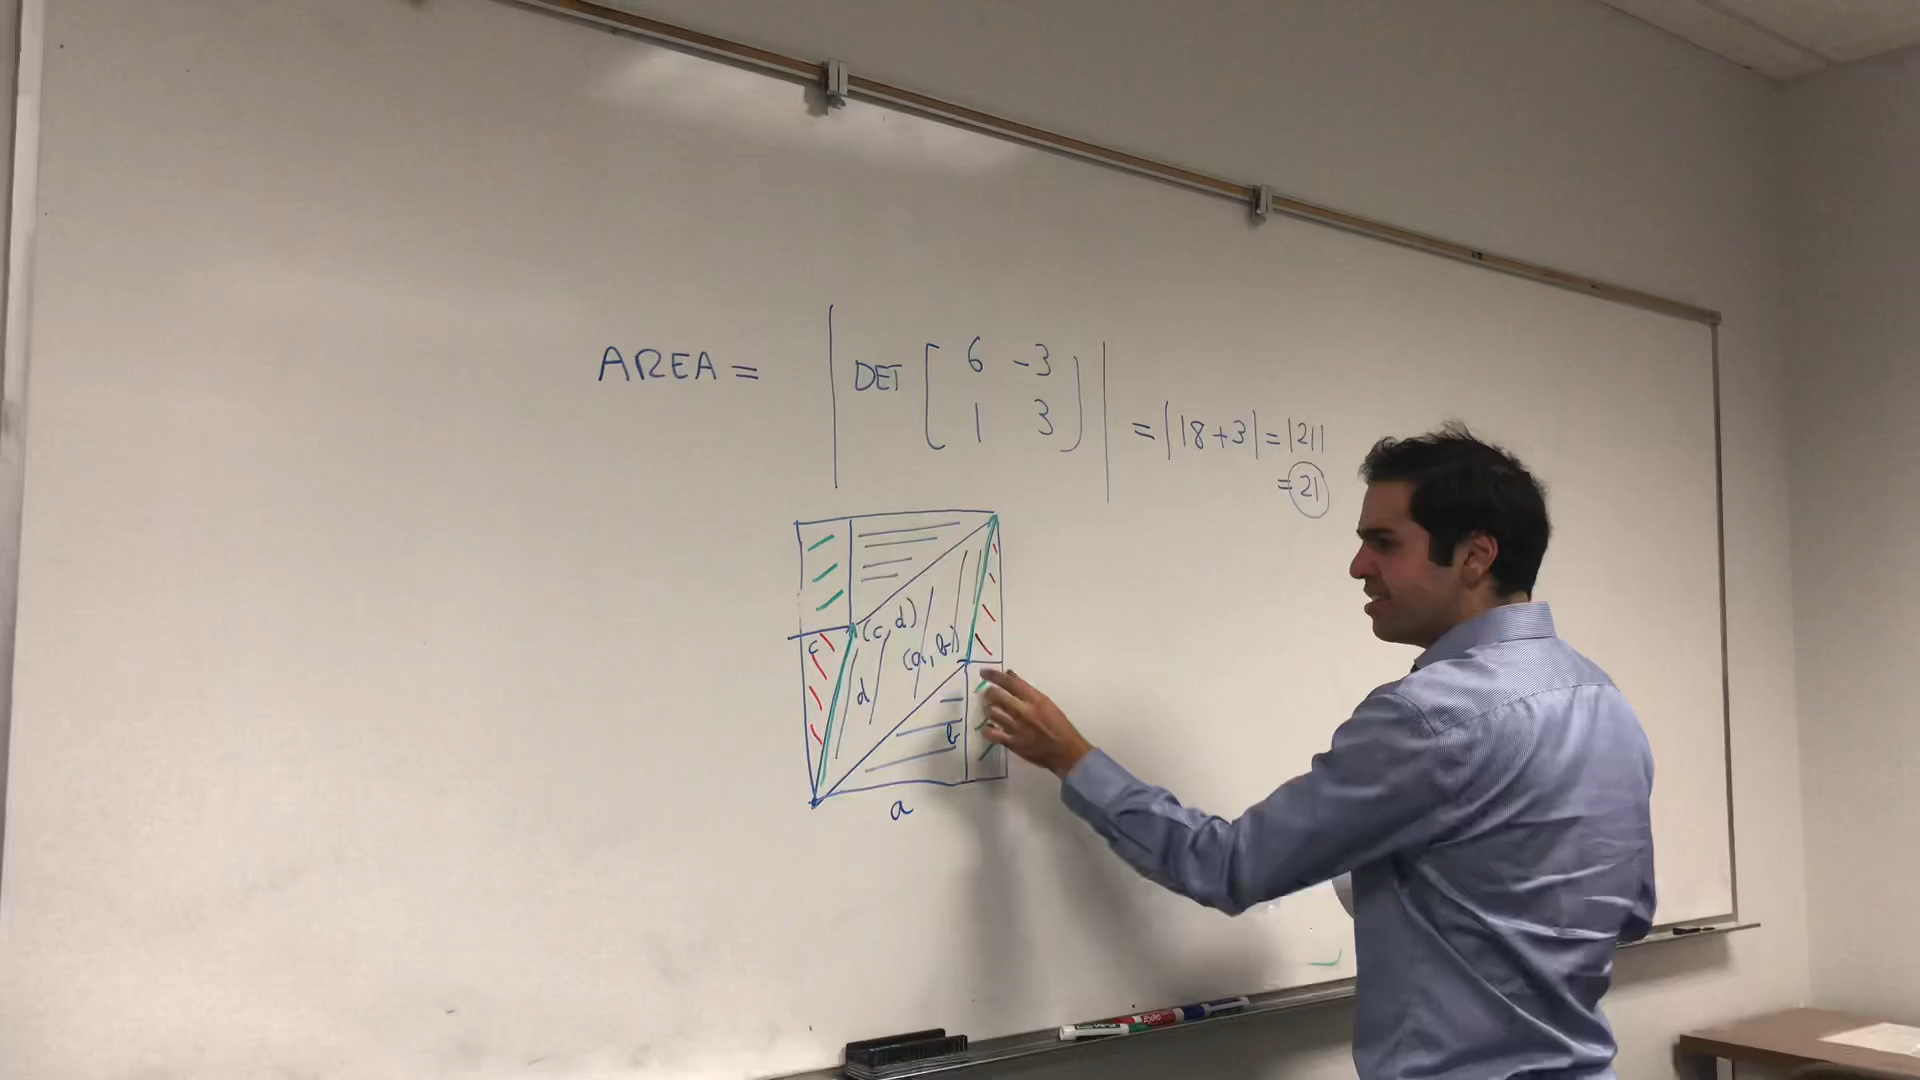 AREA = | DET [ 6 -3
1 3 ] | = |18+3| = |21|
= 21
(c, d)
c
(a, b)
d
b
a
EXPO